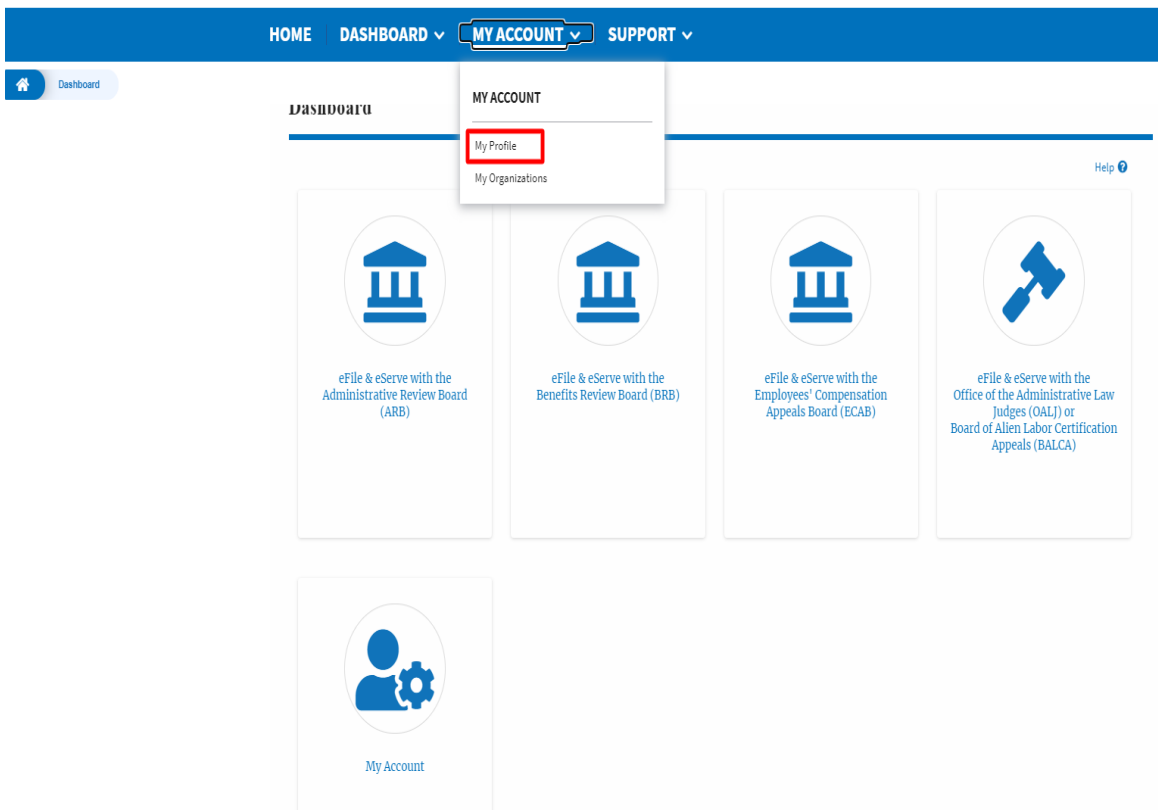 HOME DASHBOARD MY ACCOUNT SUPPORT
Dashboard
MY ACCOUNT
Dashboard
My Profile
Help
My Organizations
eFile & eServe with the
Administrative Review Board
(ARB)
eFile & eServe with the
Benefits Review Board (BRB)
eFile & eServe with the
Employees' Compensation
Appeals Board (ECAB)
eFile & eServe with the
Office of the Administrative Law
Judges (OALJ) or
Board of Alien Labor Certification
Appeals (BALCA)
My Account